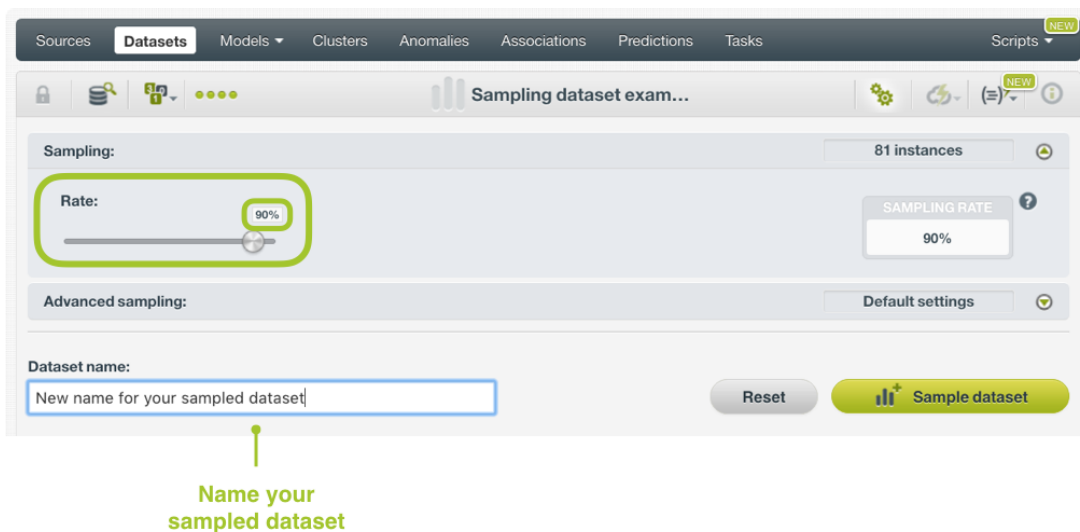 NEW
Sources Datasets Models Clusters Anomalies Associations Predictions Tasks Scripts
Sampling dataset exam... NEW
Sampling: 81 instances
Rate:
90%
SAMPLING RATE
90%
Advanced sampling: Default settings
Dataset name:
New name for your sampled dataset Reset Sample dataset
Name your
sampled dataset